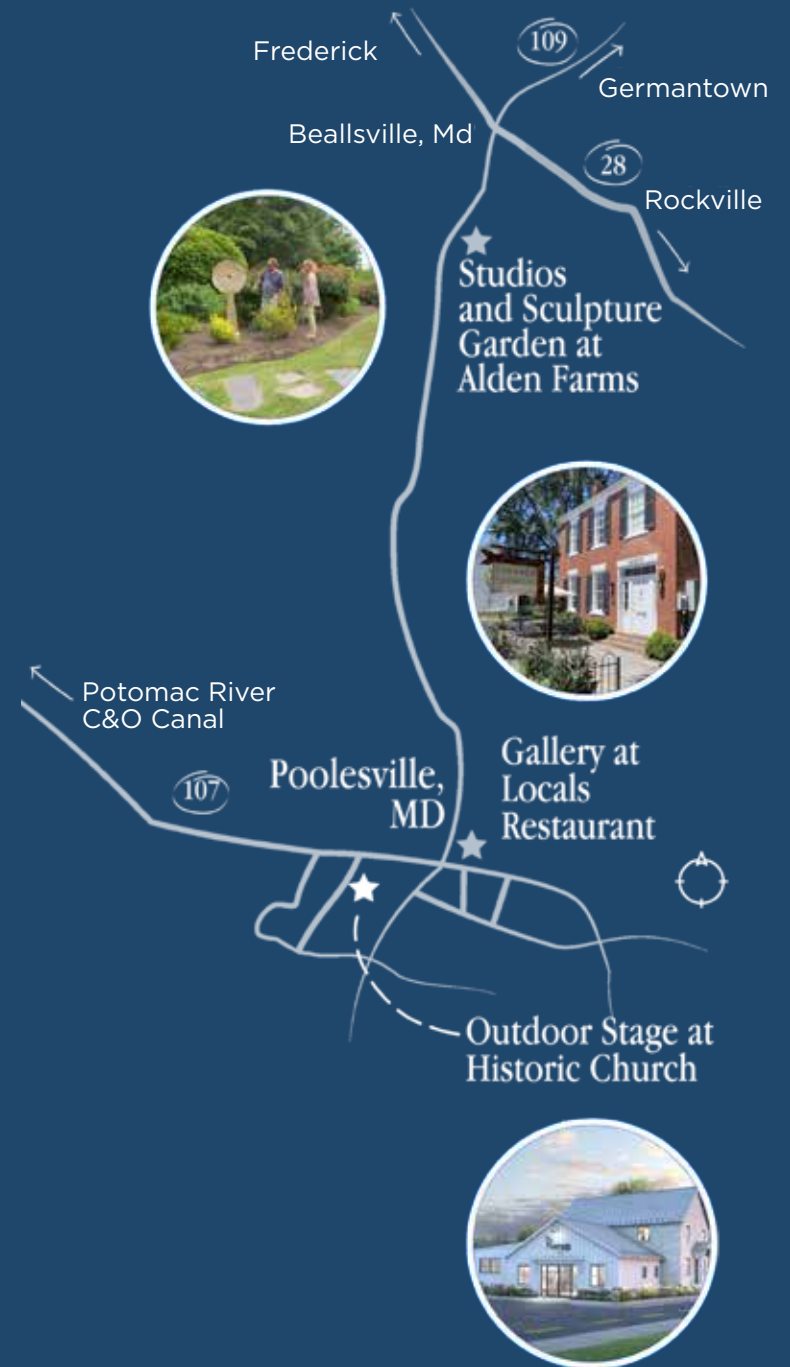 Frederick
109
Germantown
Beallsville, Md
28
Rockville
Studios
and Sculpture
Garden at
Alden Farms
Potomac River
C&O Canal
107
Poolesville,
MD
Gallery at
Locals
Restaurant
Outdoor Stage at
Historic Church